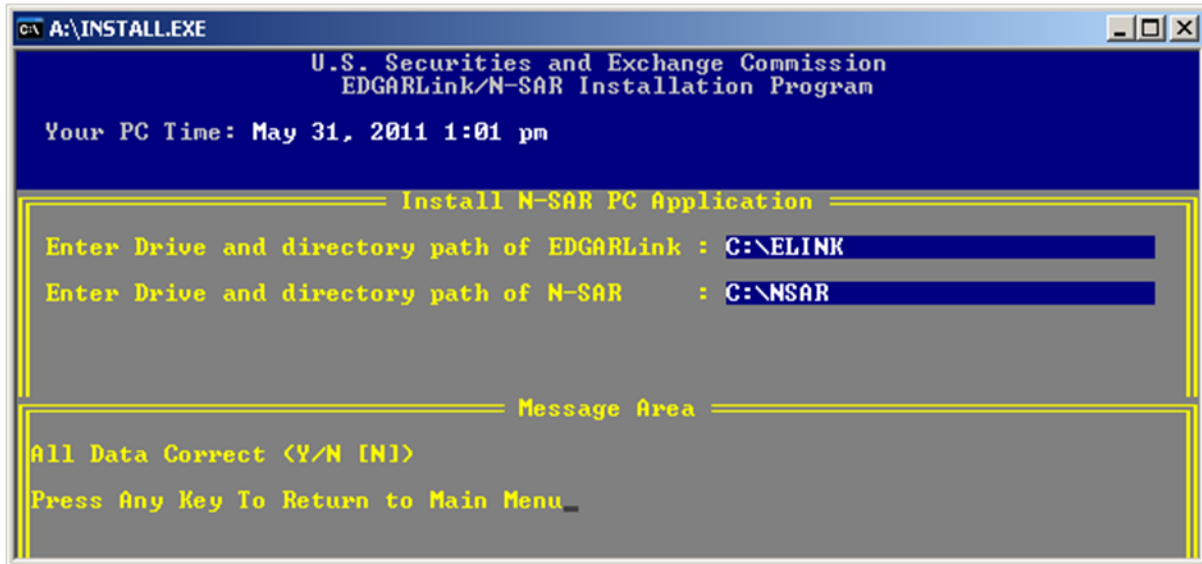 A:\INSTALL.EXE
U.S. Securities and Exchange Commission
EDGARLink/N-SAR Installation Program
Your PC Time: May 31, 2011 1:01 pm
Install N-SAR PC Application
Enter Drive and directory path of EDGARLink : C:\ELINK
Enter Drive and directory path of N-SAR : C:\NSAR
Message Area
All Data Correct (Y/N [N])
Press Any Key To Return to Main Menu_